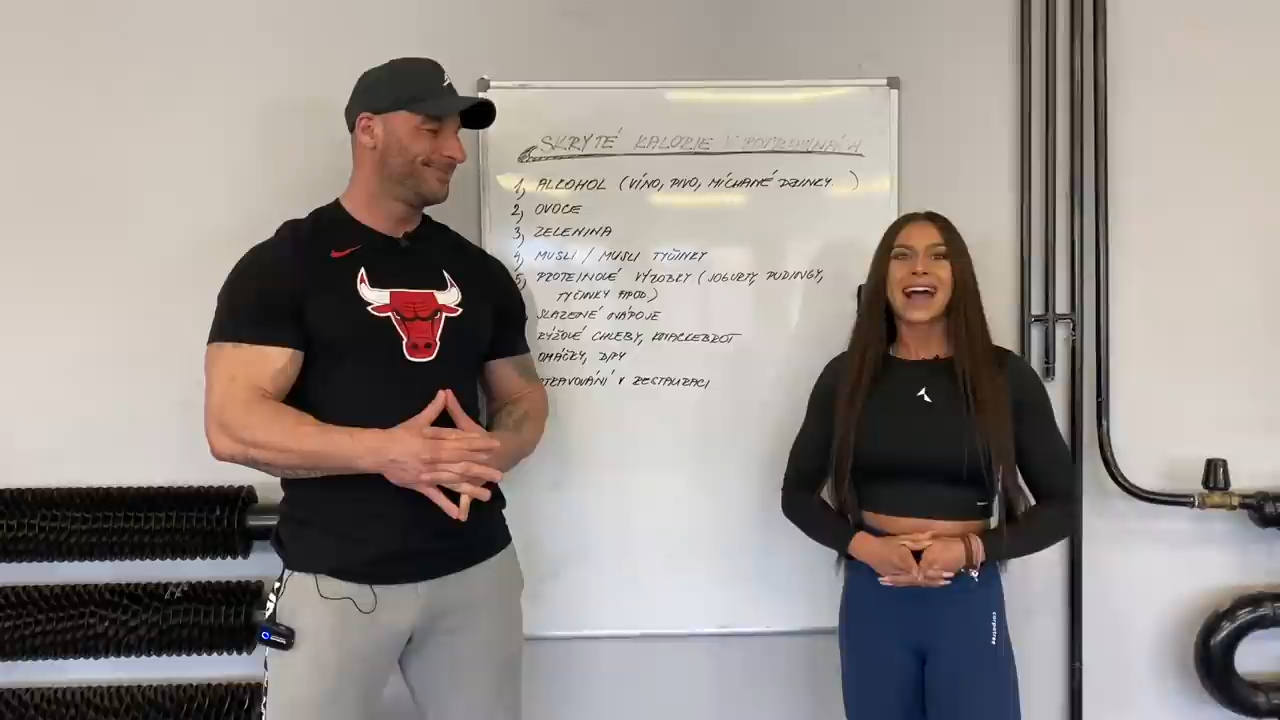 SKRYTÉ KALORIE V POTRAVINÁCH
1, ALKOHOL (VÍNO, PIVO, MÍCHANÉ DRINKY )
2, OVOCE
3, ZELENINA
4, MUSLI / MUSLI TYČINKY
5, PROTEINOVÉ VÝROBKY (JOGURTY, PUDINGY,
TYČINKY APOD)
SLAZENÉ NÁPOJE
RÝŽOVÉ CHLEBY, KNACKEBROT
OMÁČKY, DIPY
STRAVOVÁNÍ V RESTAURACI
carpatree